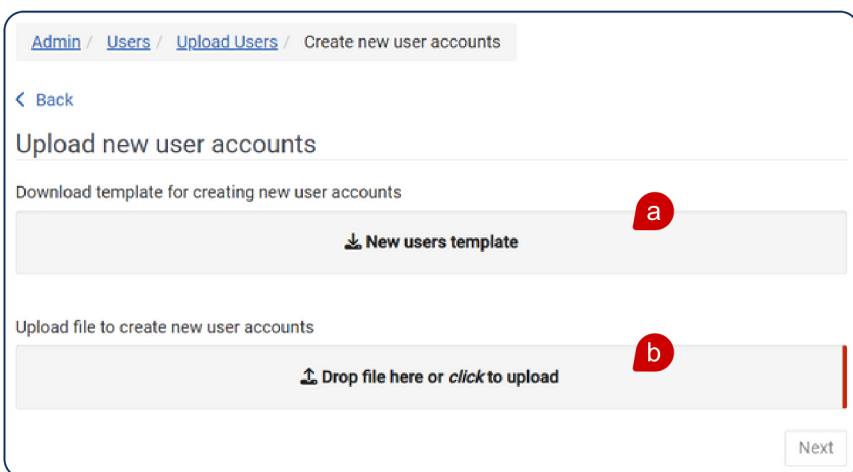 Admin / Users / Upload Users / Create new user accounts
Back
Upload new user accounts
Download template for creating new user accounts
a
New users template
Upload file to create new user accounts
b
Drop file here or click to upload
Next